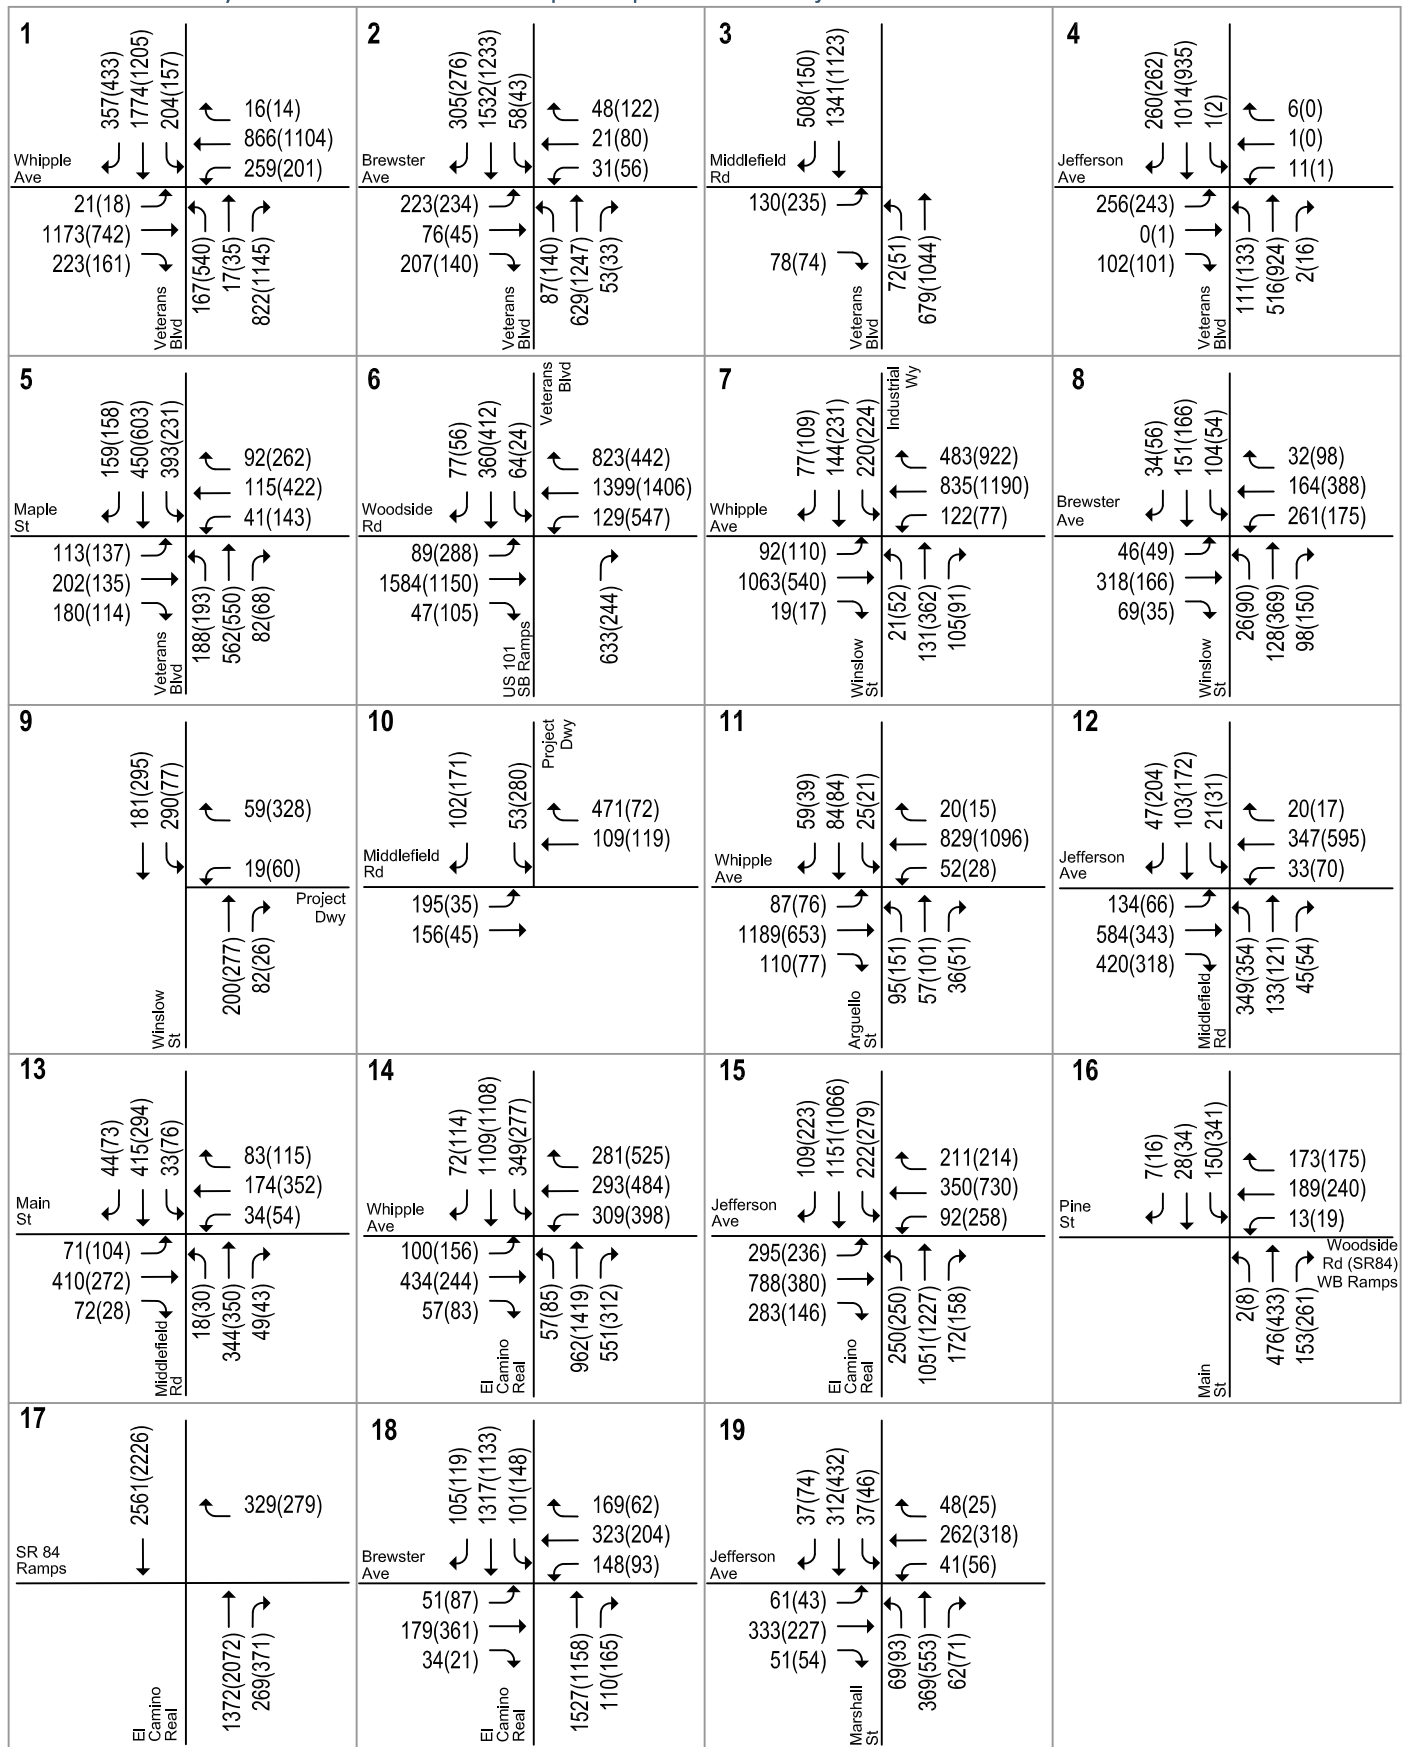 1
357(433)
1774(1205)
204(157)
16(14)
866(1104)
259(201)
Whipple
Ave
21(18)
1173(742)
223(161)
167(540)
17(35)
822(1145)
Veterans
Blvd
2
305(276)
1532(1233)
58(43)
48(122)
21(80)
31(56)
Brewster
Ave
223(234)
76(45)
207(140)
87(140)
629(1247)
53(33)
Veterans
Blvd
3
508(150)
1341(1123)
Middlefield
Rd
130(235)
78(74)
72(51)
679(1044)
Veterans
Blvd
4
260(262)
1014(935)
1(2)
6(0)
1(0)
11(1)
Jefferson
Ave
256(243)
0(1)
102(101)
111(133)
516(924)
2(16)
Veterans
Blvd
5
159(158)
450(603)
393(231)
92(262)
115(422)
41(143)
Maple
St
113(137)
202(135)
180(114)
188(193)
562(550)
82(68)
Veterans
Blvd
6
77(56)
360(412)
64(24)
Veterans
Blvd
823(442)
1399(1406)
129(547)
Woodside
Rd
89(288)
1584(1150)
47(105)
633(244)
US 101
SB Ramps
7
77(109)
144(231)
220(224)
Industrial
Wy
483(922)
835(1190)
122(77)
Whipple
Ave
92(110)
1063(540)
19(17)
21(52)
131(362)
105(91)
Winslow
St
8
34(56)
151(166)
104(54)
32(98)
164(388)
261(175)
Brewster
Ave
46(49)
318(166)
69(35)
26(90)
128(369)
98(150)
Winslow
St
9
181(295)
290(77)
59(328)
19(60)
Project
Dwy
200(277)
82(26)
Winslow
St
10
102(171)
53(280)
Project
Dwy
471(72)
109(119)
Middlefield
Rd
195(35)
156(45)
11
59(39)
84(84)
25(21)
20(15)
829(1096)
52(28)
Whipple
Ave
87(76)
1189(653)
110(77)
95(151)
57(101)
36(51)
Arguello
St
12
47(204)
103(172)
21(31)
20(17)
347(595)
33(70)
Jefferson
Ave
134(66)
584(343)
420(318)
349(354)
133(121)
45(54)
Middlefield
Rd
13
44(73)
415(294)
33(76)
83(115)
174(352)
34(54)
Main
St
71(104)
410(272)
72(28)
18(30)
344(350)
49(43)
Middlefield
Rd
14
72(114)
1109(1108)
349(277)
281(525)
293(484)
309(398)
Whipple
Ave
100(156)
434(244)
57(83)
57(85)
962(1419)
551(312)
El
Camino
Real
15
109(223)
1151(1066)
222(279)
211(214)
350(730)
92(258)
Jefferson
Ave
295(236)
788(380)
283(146)
250(250)
1051(1227)
172(158)
El
Camino
Real
16
7(16)
28(34)
150(341)
173(175)
189(240)
13(19)
Pine
St
Woodside
Rd (SR84)
WB Ramps
2(8)
476(433)
153(261)
Main
St
17
2561(2226)
329(279)
SR 84
Ramps
1372(2072)
269(371)
El
Camino
Real
18
105(119)
1317(1133)
101(148)
169(62)
323(204)
148(93)
Brewster
Ave
51(87)
179(361)
34(21)
1527(1158)
110(165)
El
Camino
Real
19
37(74)
312(432)
37(46)
48(25)
262(318)
41(56)
Jefferson
Ave
61(43)
333(227)
51(54)
69(93)
369(553)
62(71)
Marshall
St